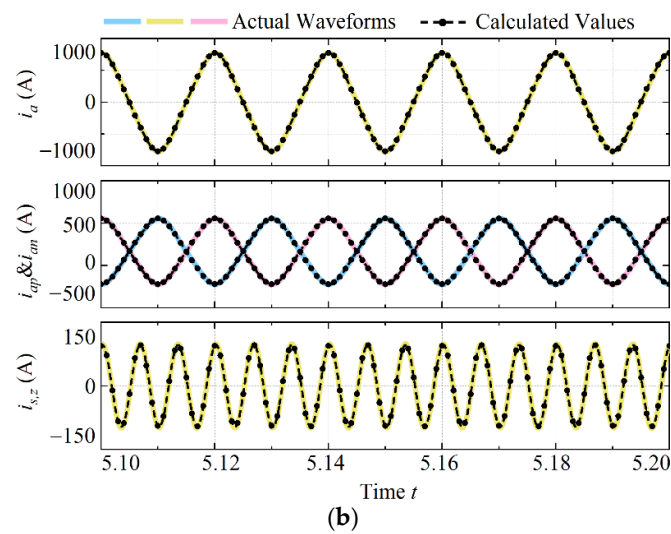 Actual Waveforms Calculated Values
1000
0
−1000
i_a (A)
1000
500
0
−500
i_ap&i_an (A)
150
0
−150
i_s,z (A)
5.10 5.12 5.14 5.16 5.18 5.20
Time t
(b)